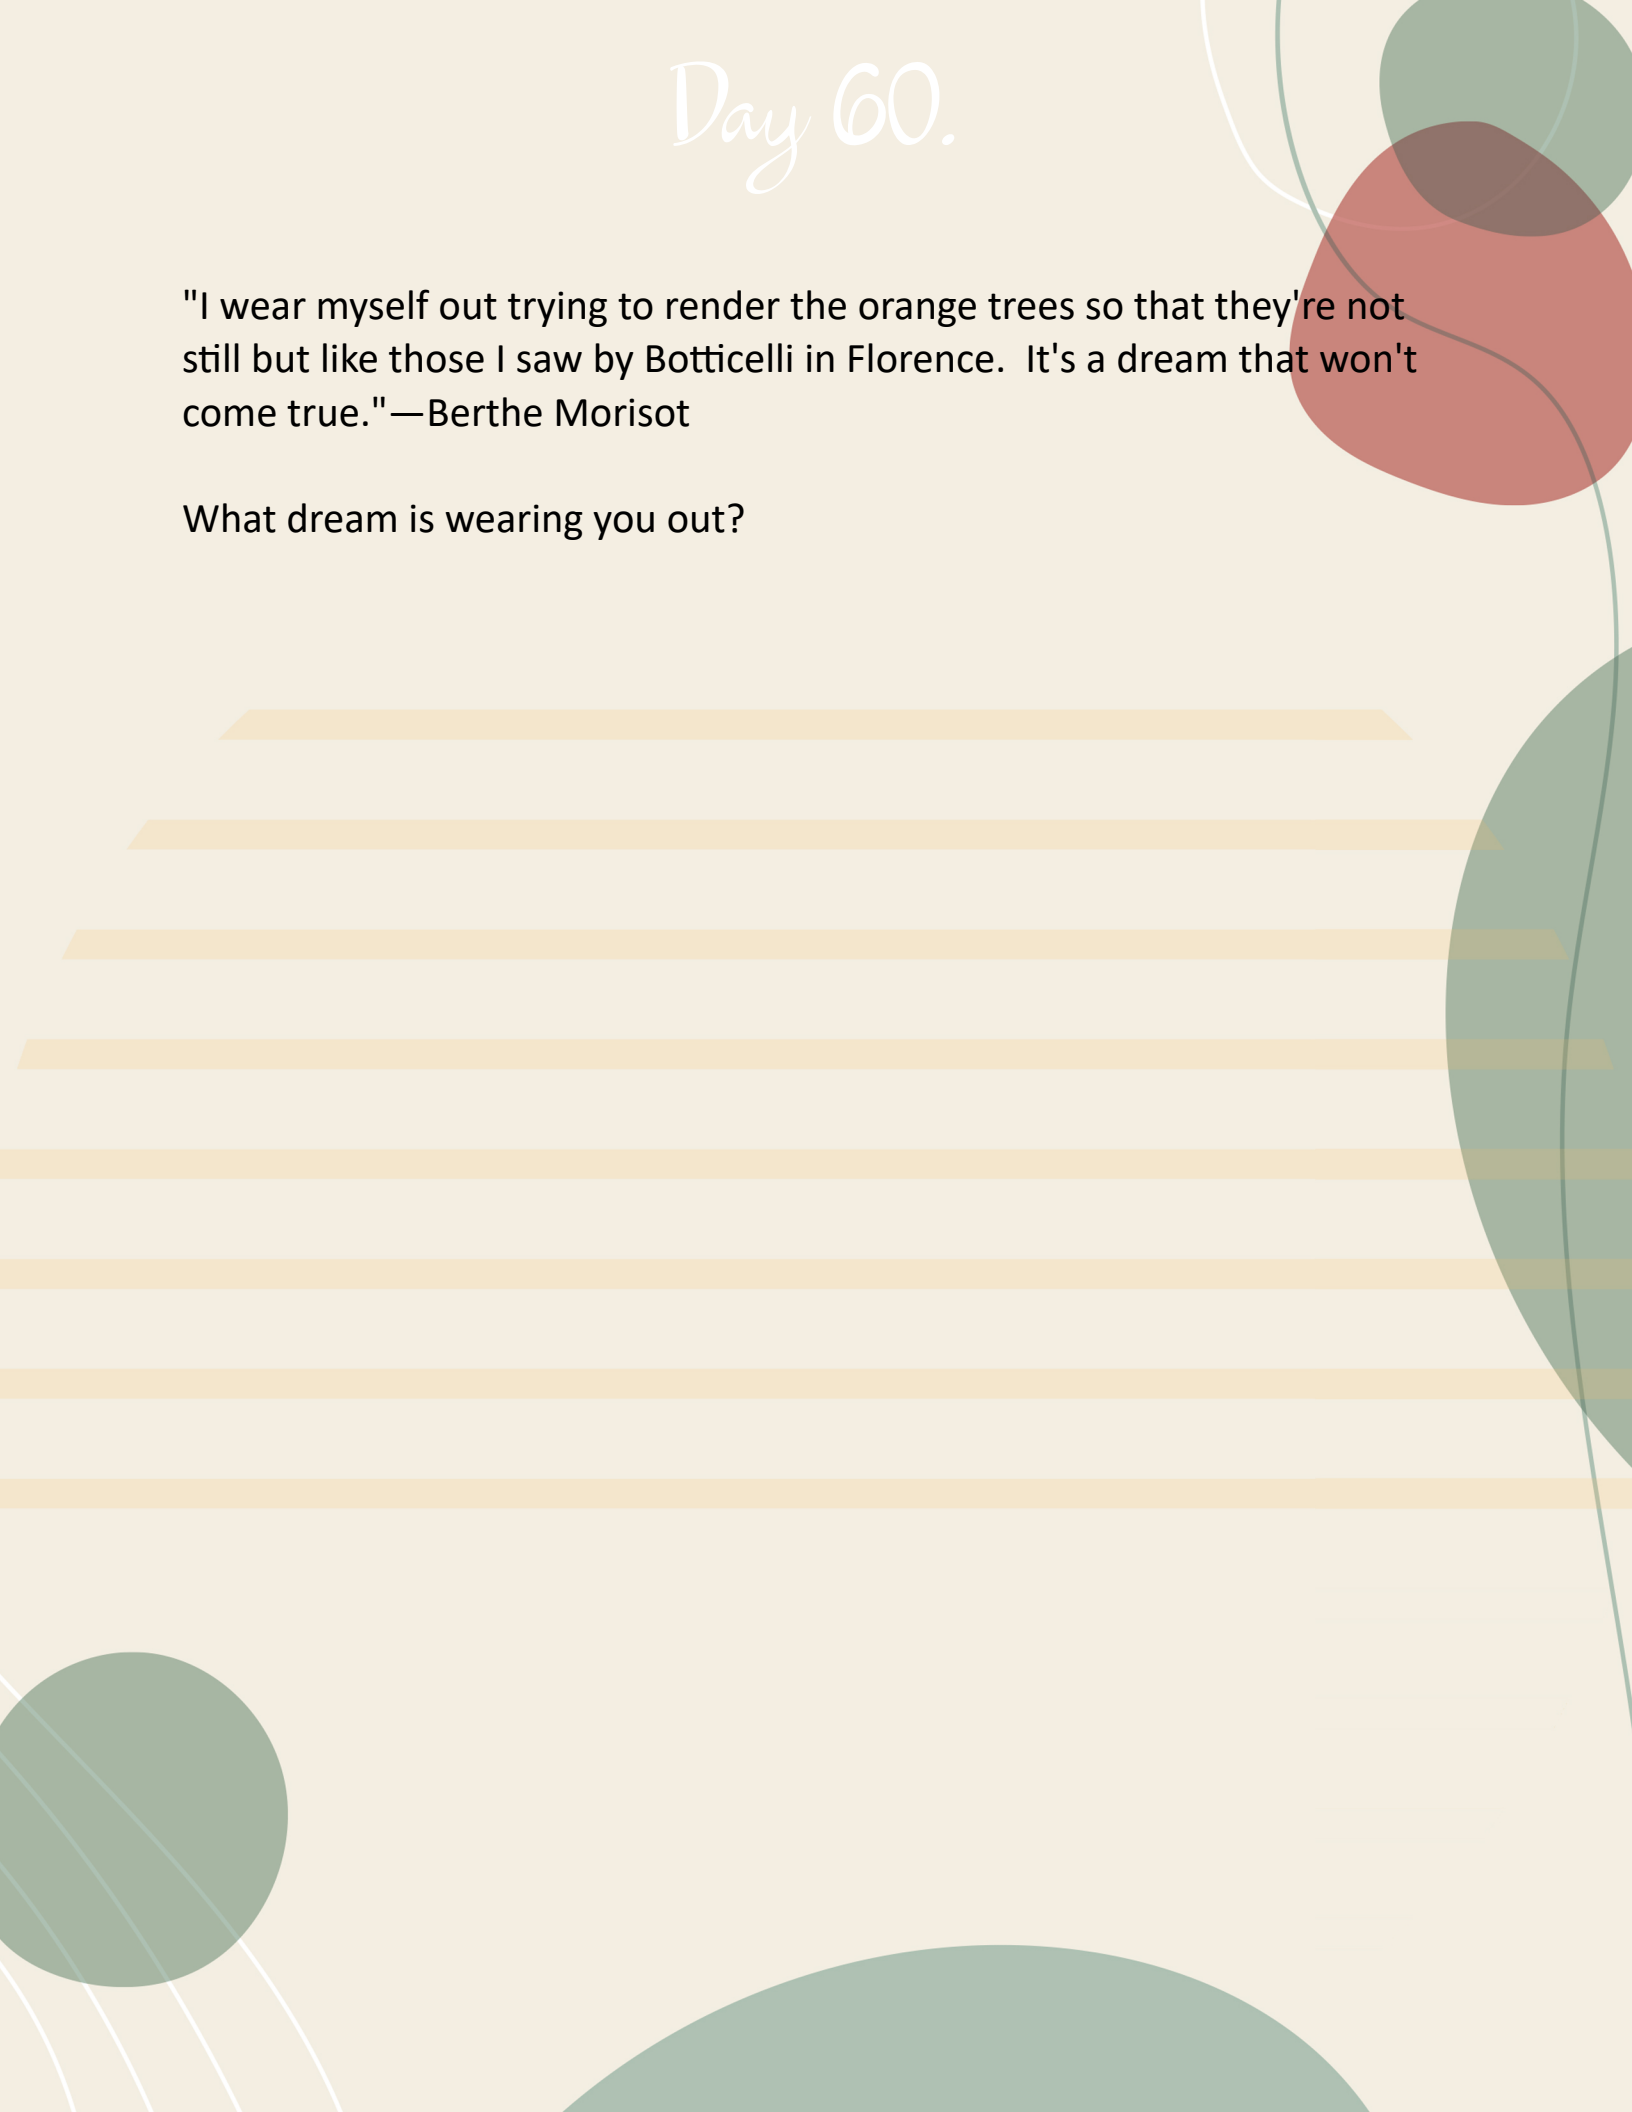 Day 60.
"I wear myself out trying to render the orange trees so that they're not
still but like those I saw by Botticelli in Florence.  It's a dream that won't
come true."—Berthe Morisot
What dream is wearing you out?